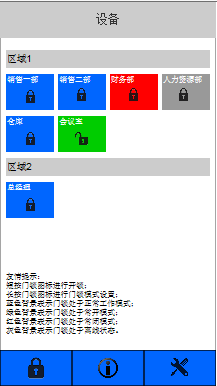 设备
区域1
销售一部
销售二部
财务部
人力资源部
仓库
会议室
区域2
总经理
友情提示:
短按门锁图标进行开锁;
长按门锁图标进行门锁模式设置;
蓝色背景表示门锁处于正常工作模式;
绿色背景表示门锁处于常开模式;
红色背景表示门锁处于常闭模式;
灰色背景表示门锁处于离线状态。